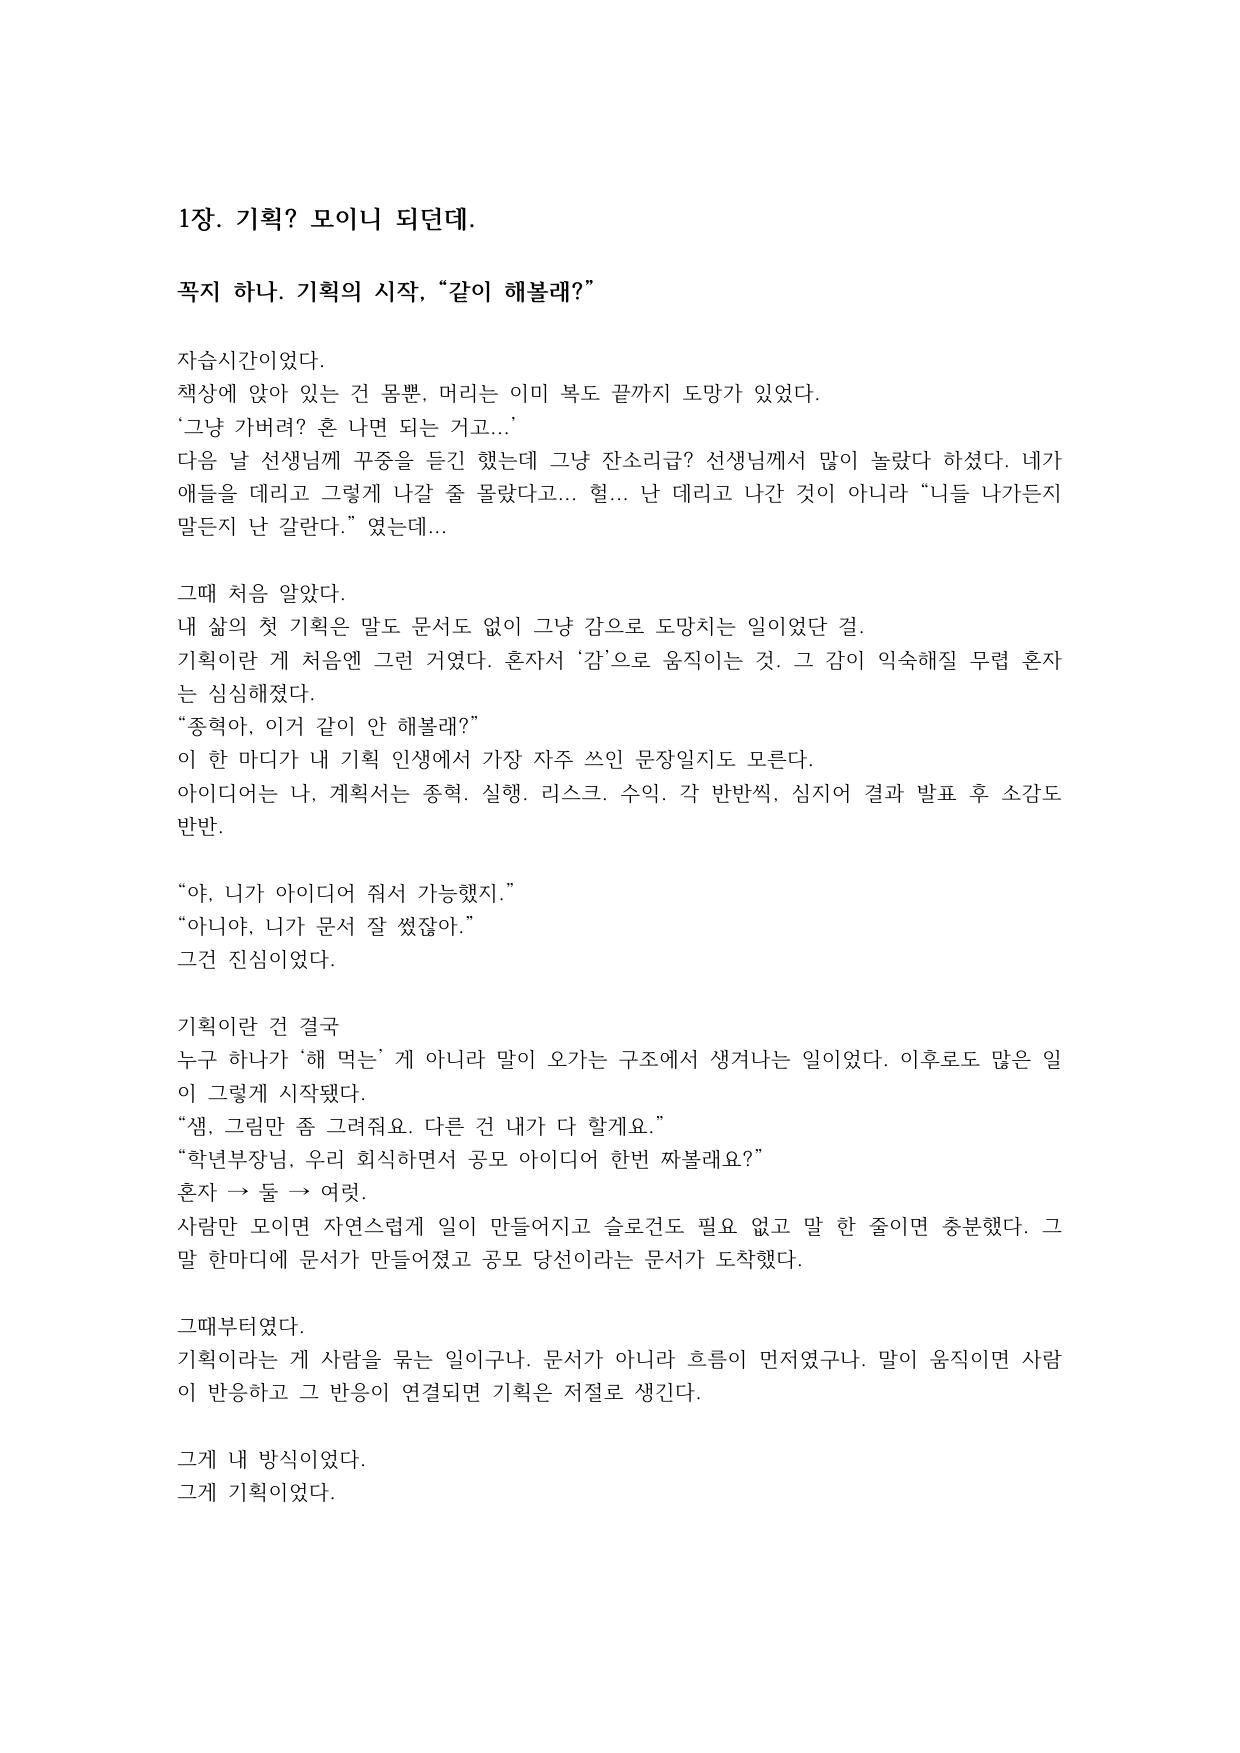 1장. 기획? 모이니 되던데.
꼭지 하나. 기획의 시작, “같이 해볼래?”
자습시간이었다.
책상에 앉아 있는 건 몸뿐, 머리는 이미 복도 끝까지 도망가 있었다.
‘그냥 가버려? 혼 나면 되는 거고...’
다음 날 선생님께 꾸중을 듣긴 했는데 그냥 잔소리급? 선생님께서 많이 놀랐다 하셨다. 네가
애들을 데리고 그렇게 나갈 줄 몰랐다고... 헐... 난 데리고 나간 것이 아니라 “니들 나가든지
말든지 난 갈란다.” 였는데...
그때 처음 알았다.
내 삶의 첫 기획은 말도 문서도 없이 그냥 감으로 도망치는 일이었단 걸.
기획이란 게 처음엔 그런 거였다. 혼자서 ‘감’으로 움직이는 것. 그 감이 익숙해질 무렵 혼자
는 심심해졌다.
“종혁아, 이거 같이 안 해볼래?”
이 한 마디가 내 기획 인생에서 가장 자주 쓰인 문장일지도 모른다.
아이디어는 나, 계획서는 종혁. 실행. 리스크. 수익. 각 반반씩, 심지어 결과 발표 후 소감도
반반.
“야, 니가 아이디어 줘서 가능했지.”
“아니야, 니가 문서 잘 썼잖아.”
그건 진심이었다.
기획이란 건 결국
누구 하나가 ‘해 먹는’ 게 아니라 말이 오가는 구조에서 생겨나는 일이었다. 이후로도 많은 일
이 그렇게 시작됐다.
“샘, 그림만 좀 그려줘요. 다른 건 내가 다 할게요.”
“학년부장님, 우리 회식하면서 공모 아이디어 한번 짜볼래요?”
혼자 → 둘 → 여럿.
사람만 모이면 자연스럽게 일이 만들어지고 슬로건도 필요 없고 말 한 줄이면 충분했다. 그
말 한마디에 문서가 만들어졌고 공모 당선이라는 문서가 도착했다.
그때부터였다.
기획이라는 게 사람을 묶는 일이구나. 문서가 아니라 흐름이 먼저였구나. 말이 움직이면 사람
이 반응하고 그 반응이 연결되면 기획은 저절로 생긴다.
그게 내 방식이었다.
그게 기획이었다.